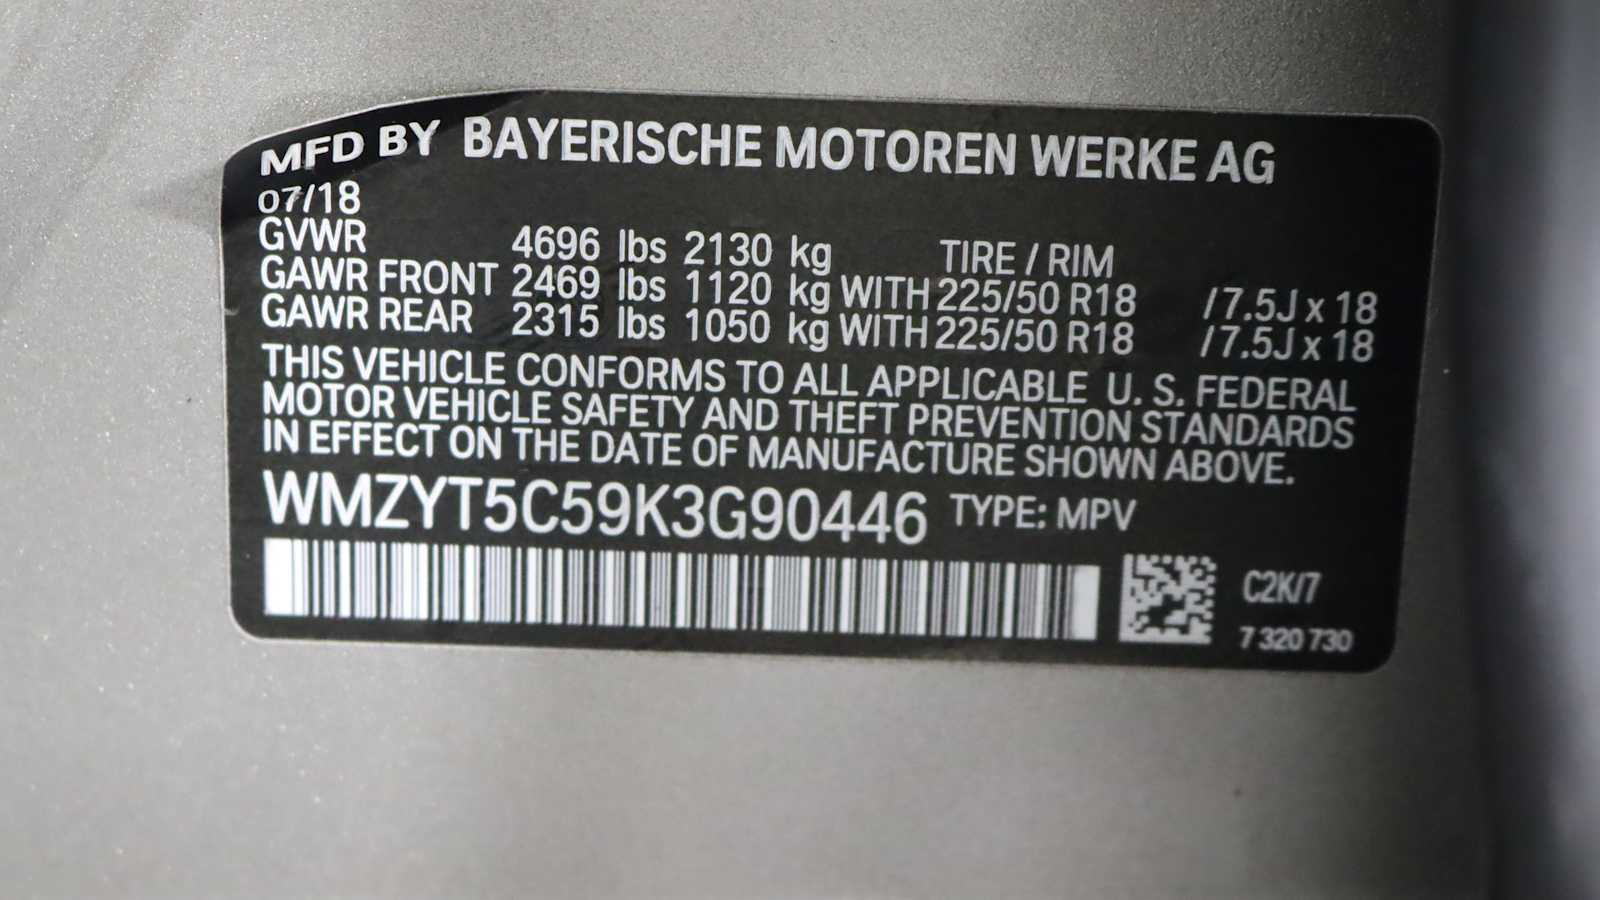 MFD BY BAYERISCHE MOTOREN WERKE AG
07/18
GVWR 4696 lbs 2130 kg TIRE / RIM
GAWR FRONT 2469 lbs 1120 kg WITH 225/50 R18 /7.5J x 18
GAWR REAR 2315 lbs 1050 kg WITH 225/50 R18 /7.5J x 18
THIS VEHICLE CONFORMS TO ALL APPLICABLE U. S. FEDERAL
MOTOR VEHICLE SAFETY AND THEFT PREVENTION STANDARDS
IN EFFECT ON THE DATE OF MANUFACTURE SHOWN ABOVE.
WMZYT5C59K3G90446 TYPE: MPV
C2K/7
7 320 730